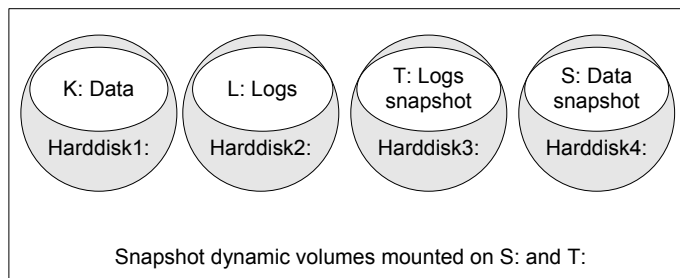 K: Data
Harddisk1:
L: Logs
Harddisk2:
T: Logs
snapshot
Harddisk3:
S: Data
snapshot
Harddisk4:
Snapshot dynamic volumes mounted on S: and T: